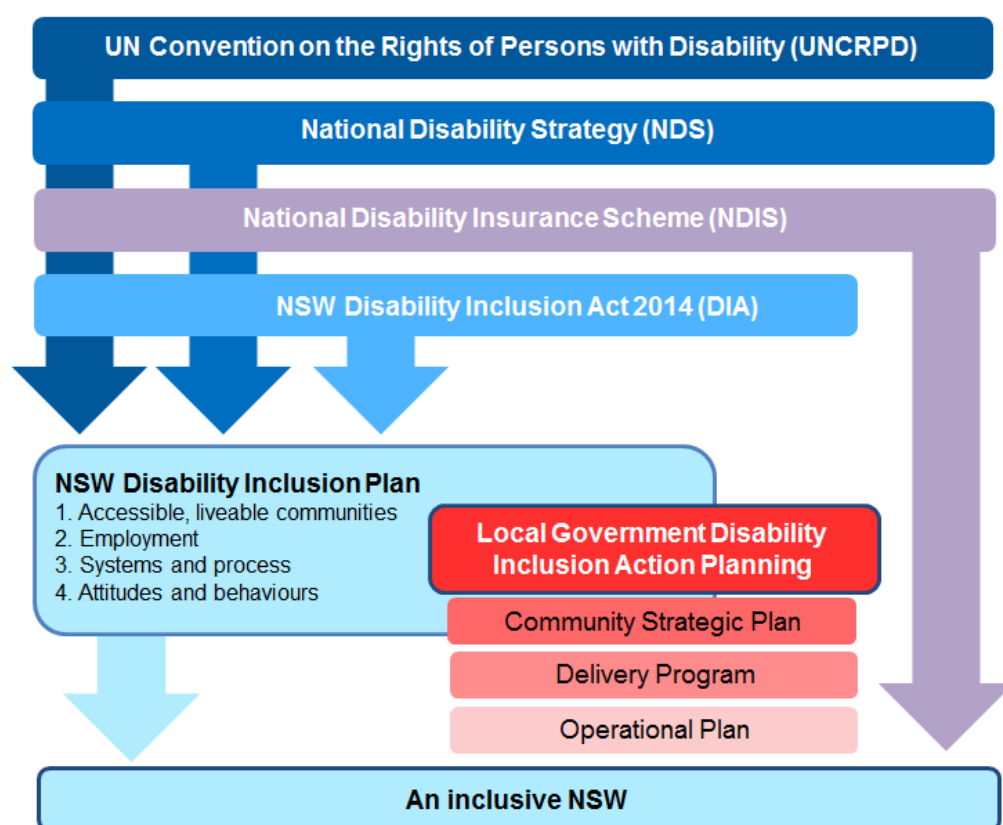 UN Convention on the Rights of Persons with Disability (UNCRPD)
National Disability Strategy (NDS)
National Disability Insurance Scheme (NDIS)
NSW Disability Inclusion Act 2014 (DIA)
NSW Disability Inclusion Plan
1. Accessible, liveable communities
2. Employment
3. Systems and process
4. Attitudes and behaviours
Local Government Disability
Inclusion Action Planning
Community Strategic Plan
Delivery Program
Operational Plan
An inclusive NSW